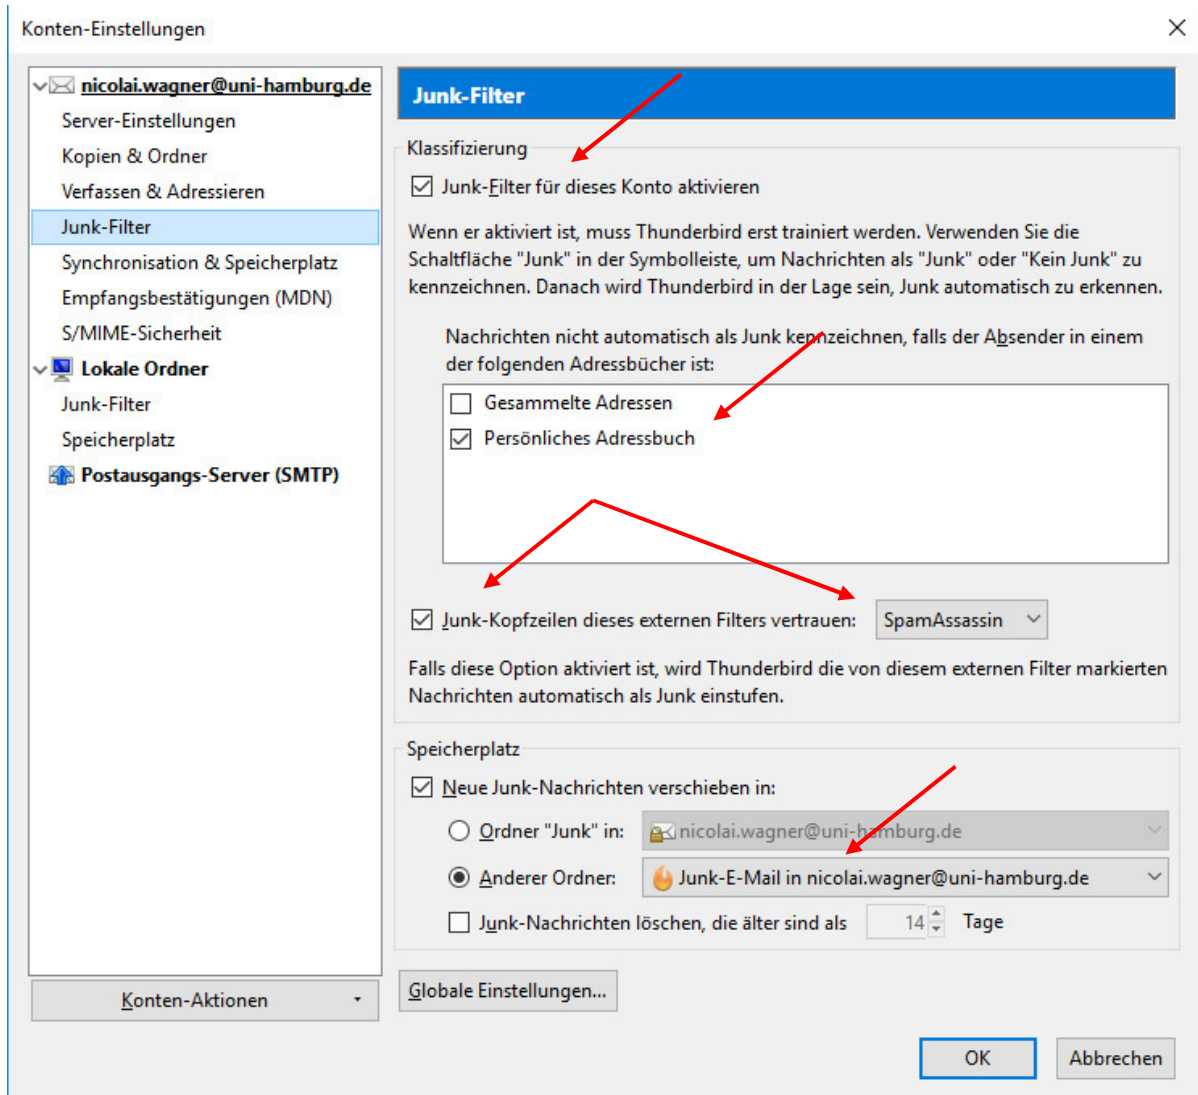 Konten-Einstellungen
nicolai.wagner@uni-hamburg.de
Server-Einstellungen
Kopien & Ordner
Verfassen & Adressieren
Junk-Filter
Synchronisation & Speicherplatz
Empfangsbestätigungen (MDN)
S/MIME-Sicherheit
Lokale Ordner
Junk-Filter
Speicherplatz
Postausgangs-Server (SMTP)
Konten-Aktionen
Junk-Filter
Klassifizierung
Junk-Filter für dieses Konto aktivieren
Wenn er aktiviert ist, muss Thunderbird erst trainiert werden. Verwenden Sie die
Schaltfläche "Junk" in der Symbolleiste, um Nachrichten als "Junk" oder "Kein Junk" zu
kennzeichnen. Danach wird Thunderbird in der Lage sein, Junk automatisch zu erkennen.
Nachrichten nicht automatisch als Junk kennzeichnen, falls der Absender in einem
der folgenden Adressbücher ist:
Gesammelte Adressen
Persönliches Adressbuch
Junk-Kopfzeilen dieses externen Filters vertrauen: SpamAssassin
Falls diese Option aktiviert ist, wird Thunderbird die von diesem externen Filter markierten
Nachrichten automatisch als Junk einstufen.
Speicherplatz
Neue Junk-Nachrichten verschieben in:
Ordner "Junk" in: nicolai.wagner@uni-hamburg.de
Anderer Ordner: Junk-E-Mail in nicolai.wagner@uni-hamburg.de
Junk-Nachrichten löschen, die älter sind als 14 Tage
Globale Einstellungen...
OK Abbrechen